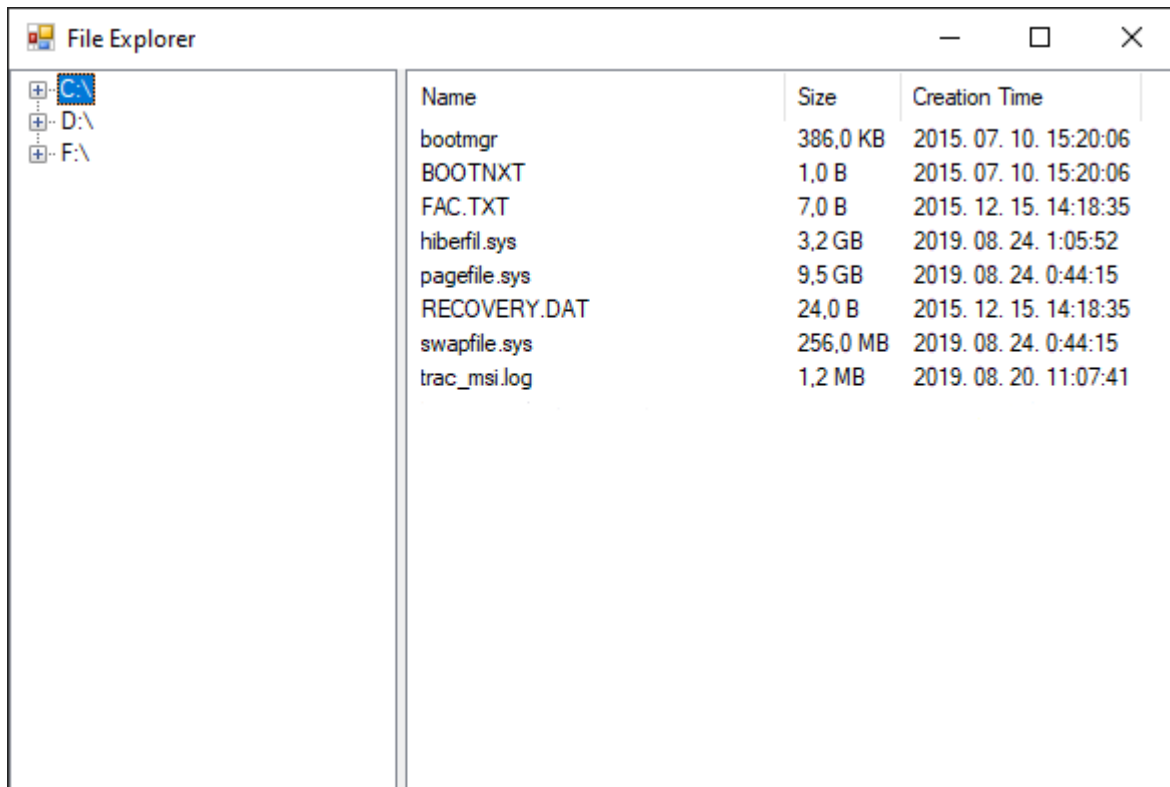 File Explorer
C:\
D:\
F:\
Name Size Creation Time
bootmgr 386,0 KB 2015. 07. 10. 15:20:06
BOOTNXT 1,0 B 2015. 07. 10. 15:20:06
FAC.TXT 7,0 B 2015. 12. 15. 14:18:35
hiberfil.sys 3,2 GB 2019. 08. 24. 1:05:52
pagefile.sys 9,5 GB 2019. 08. 24. 0:44:15
RECOVERY.DAT 24,0 B 2015. 12. 15. 14:18:35
swapfile.sys 256,0 MB 2019. 08. 24. 0:44:15
trac_msi.log 1,2 MB 2019. 08. 20. 11:07:41